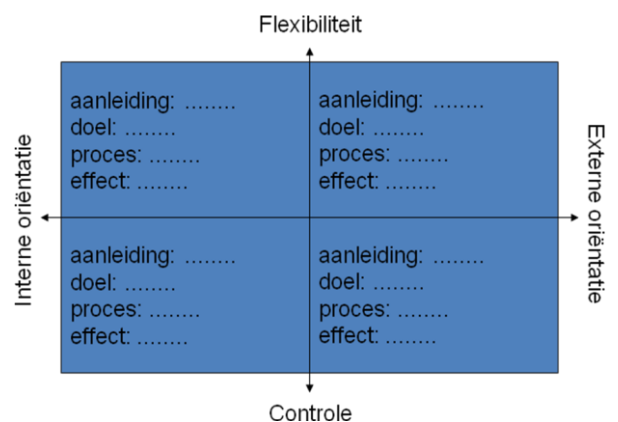 Flexibiliteit
Interne oriëntatie
aanleiding: ........
doel: ........
proces: ........
effect: ........
aanleiding: ........
doel: ........
proces: ........
effect: ........
Externe oriëntatie
aanleiding: ........
doel: ........
proces: ........
effect: ........
aanleiding: ........
doel: ........
proces: ........
effect: ........
Controle